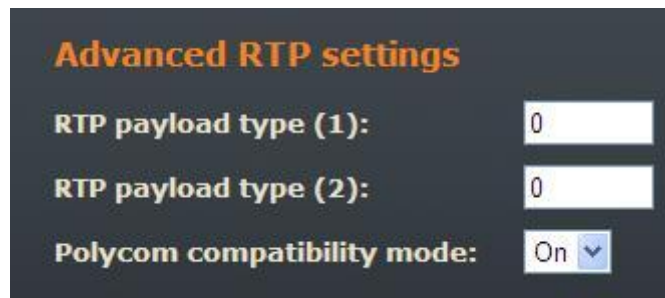 Advanced RTP settings
RTP payload type (1): 0
RTP payload type (2): 0
Polycom compatibility mode: On